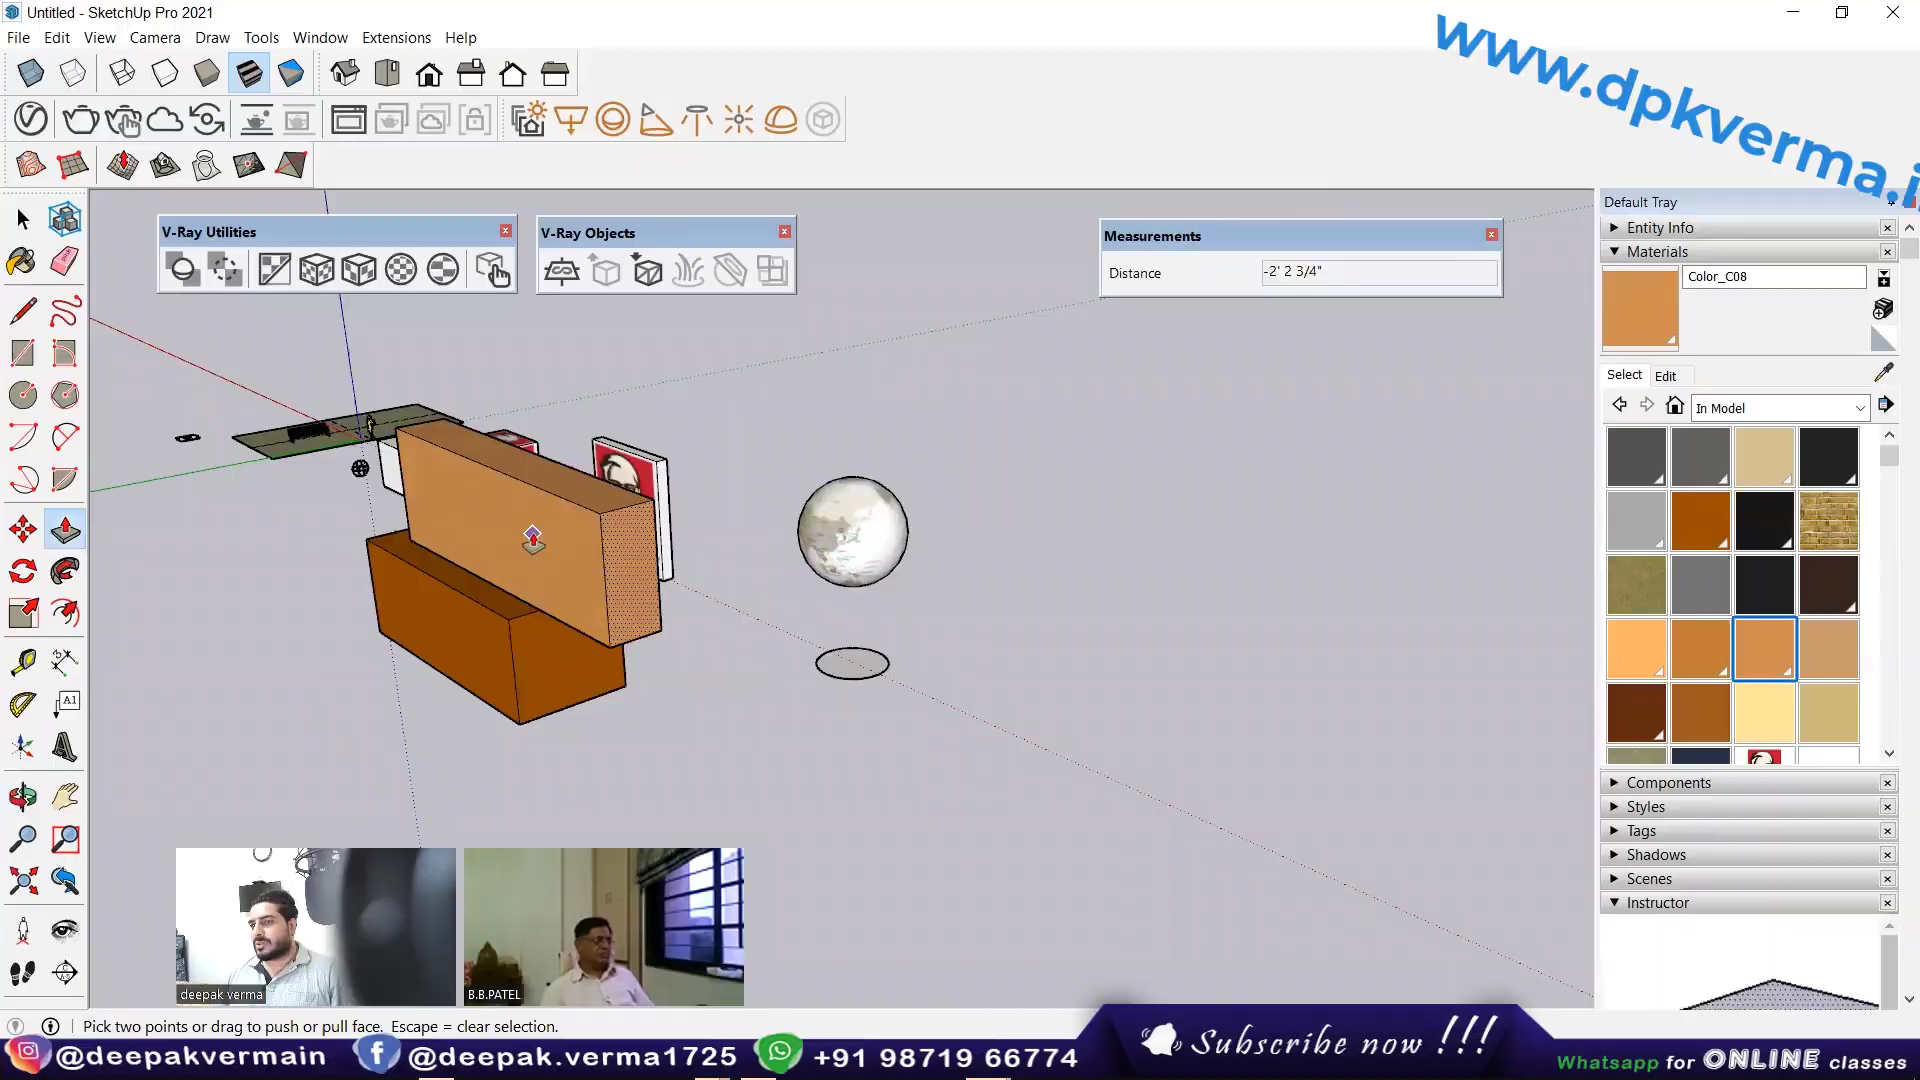 Untitled - SketchUp Pro 2021
File Edit View Camera Draw Tools Window Extensions Help
www.dpkverma.i
V-Ray Utilities
V-Ray Objects
Measurements
Distance
-2' 2 3/4"
Default Tray
Entity Info
Materials
Color_C08
Select Edit
In Model
Components
Styles
Tags
Shadows
Scenes
Instructor
A1
deepak verma
B.B.PATEL
Pick two points or drag to push or pull face. Escape = clear selection.
@deepakvermain
@deepak.verma1725
+91 98719 66774
Subscribe now !!!
Whatsapp for ONLINE classes